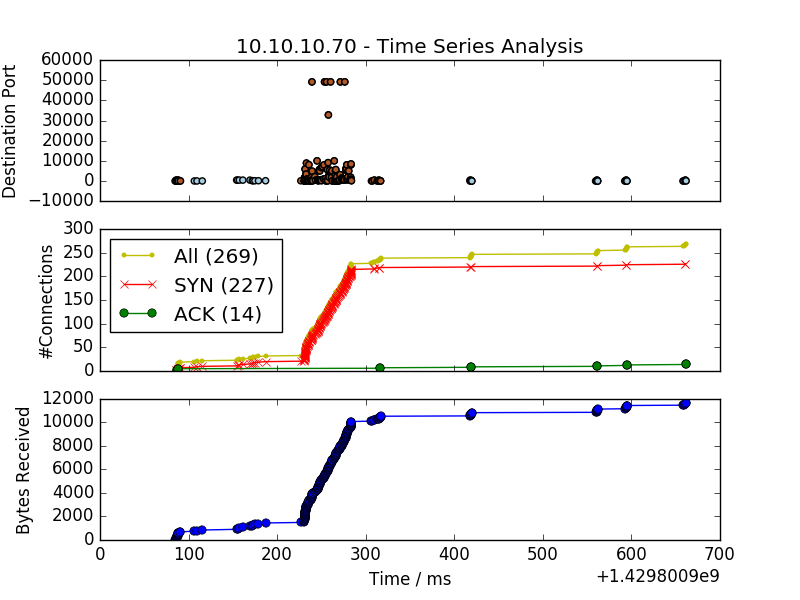 10.10.10.70 - Time Series Analysis
60000
50000
40000
30000
20000
10000
0
−10000
Destination Port
300
250
200
150
100
50
0
#Connections
All (269)
SYN (227)
ACK (14)
12000
10000
8000
6000
4000
2000
0
Bytes Received
0 100 200 300 400 500 600 700
Time / ms
+1.4298009e9